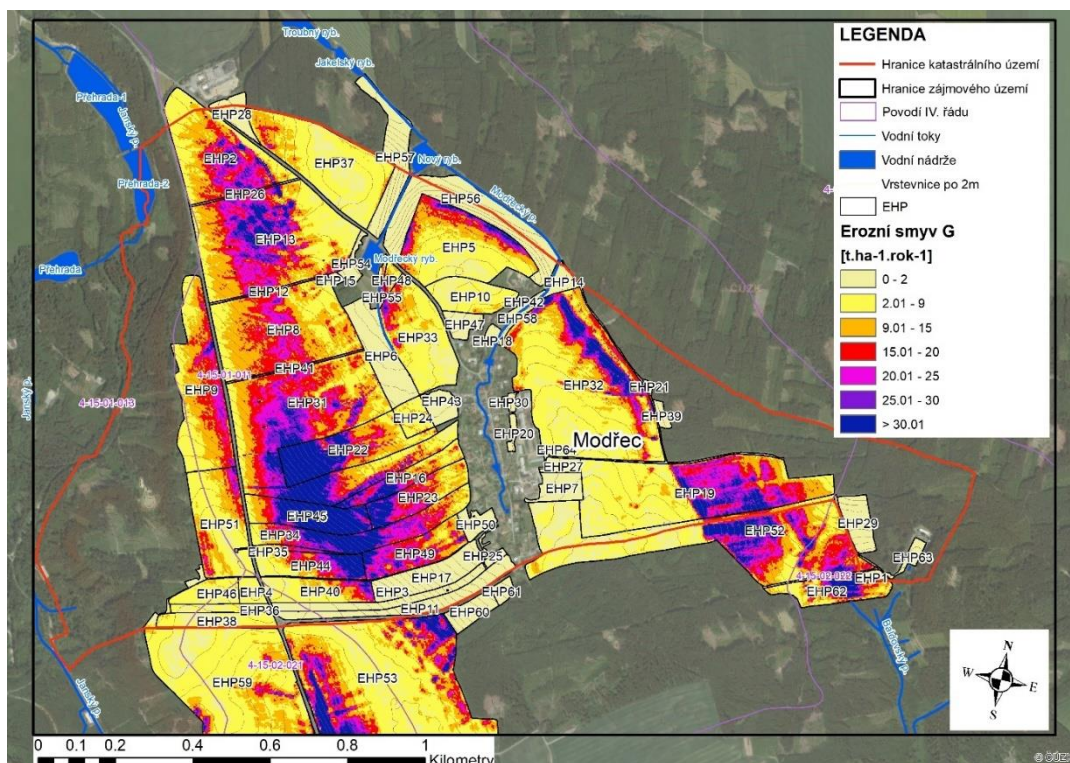 Troubný ryb.
Jakelský ryb.
Přehrada-1
Janský p.
EHP28
EHP2
EHP37
EHP57
Nový ryb.
Přehrada-2
EHP26
EHP56
Modřecký p.
EHP13
EHP5
Přehrada
Modřecký ryb.
EHP54
EHP15
EHP48
EHP14
EHP12
EHP55
EHP10
EHP42
EHP58
EHP8
EHP33
EHP47
EHP18
EHP6
EHP41
4-15-01-011
EHP9
EHP32
EHP21
4-15-01-013
Janský p.
EHP31
EHP43
EHP30
EHP39
EHP24
EHP20
Modřec
EHP22
EHP64
EHP16
EHP27
EHP23
EHP7
EHP19
EHP45
EHP51
EHP34
EHP50
EHP52
EHP29
EHP35
EHP49
EHP25
EHP63
EHP44
EHP17
4-15-02-022
EHP1
EHP46
EHP4
EHP40
EHP3
EHP61
EHP62
EHP36
EHP11
EHP60
EHP38
4-15-02-021
EHP59
EHP53
Janský p.
LEGENDA
Hranice katastrálního území
Hranice zájmového území
Povodí IV. řádu
Vodní toky
Vodní nádrže
Vrstevnice po 2m
EHP
Erozní smyv G
[t.ha-1.rok-1]
0 - 2
2.01 - 9
9.01 - 15
15.01 - 20
20.01 - 25
25.01 - 30
> 30.01
N
W E
S
0 0.1 0.2 0.4 0.6 0.8 1
Kilometry